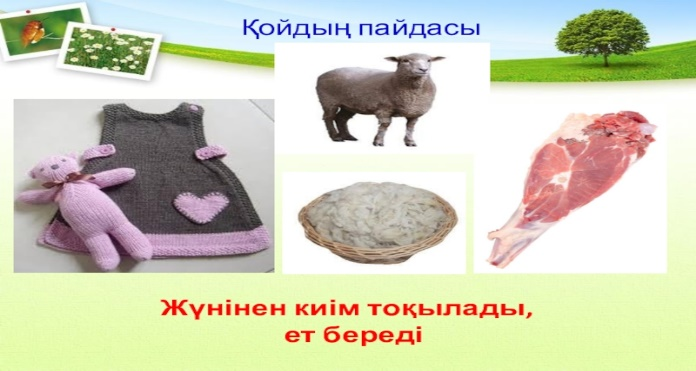 Қойдың пайдасы
Жүнінен киім тоқылады,
ет береді